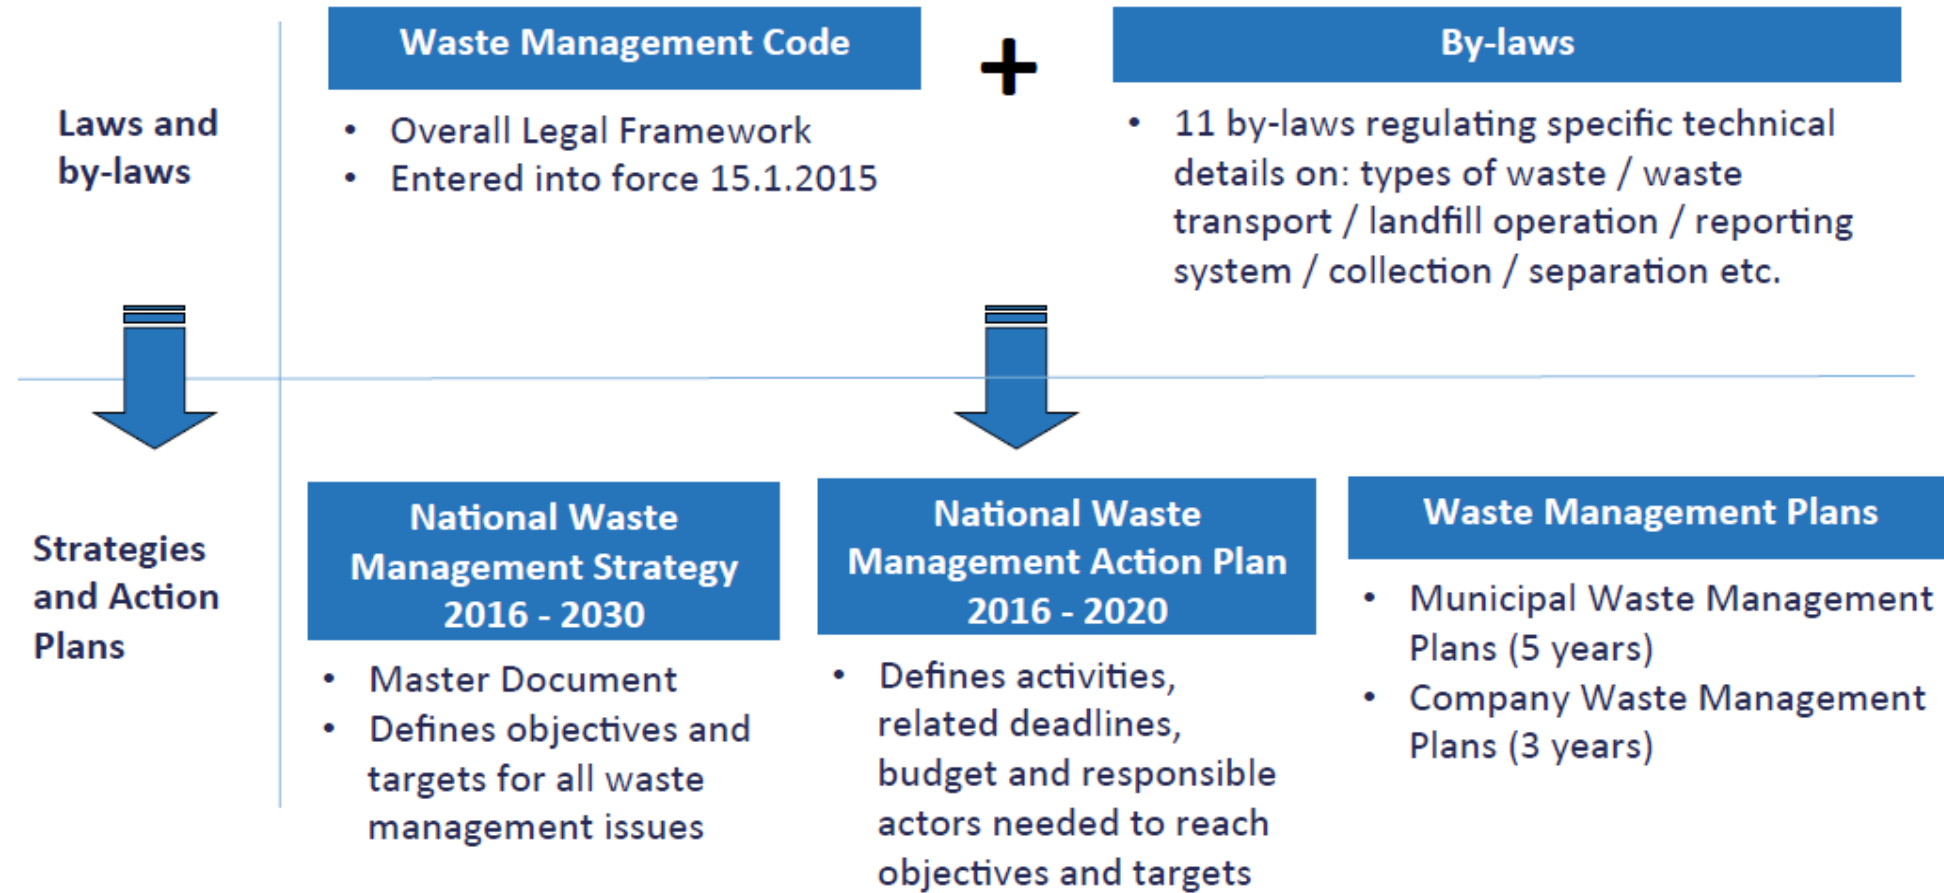 Laws and
by-laws
Waste Management Code
• Overall Legal Framework
• Entered into force 15.1.2015
+
By-laws
• 11 by-laws regulating specific technical
details on: types of waste / waste
transport / landfill operation / reporting
system / collection / separation etc.
Strategies
and Action
Plans
National Waste
Management Strategy
2016 - 2030
• Master Document
• Defines objectives and
targets for all waste
management issues
National Waste
Management Action Plan
2016 - 2020
• Defines activities,
related deadlines,
budget and responsible
actors needed to reach
objectives and targets
Waste Management Plans
• Municipal Waste Management
Plans (5 years)
• Company Waste Management
Plans (3 years)